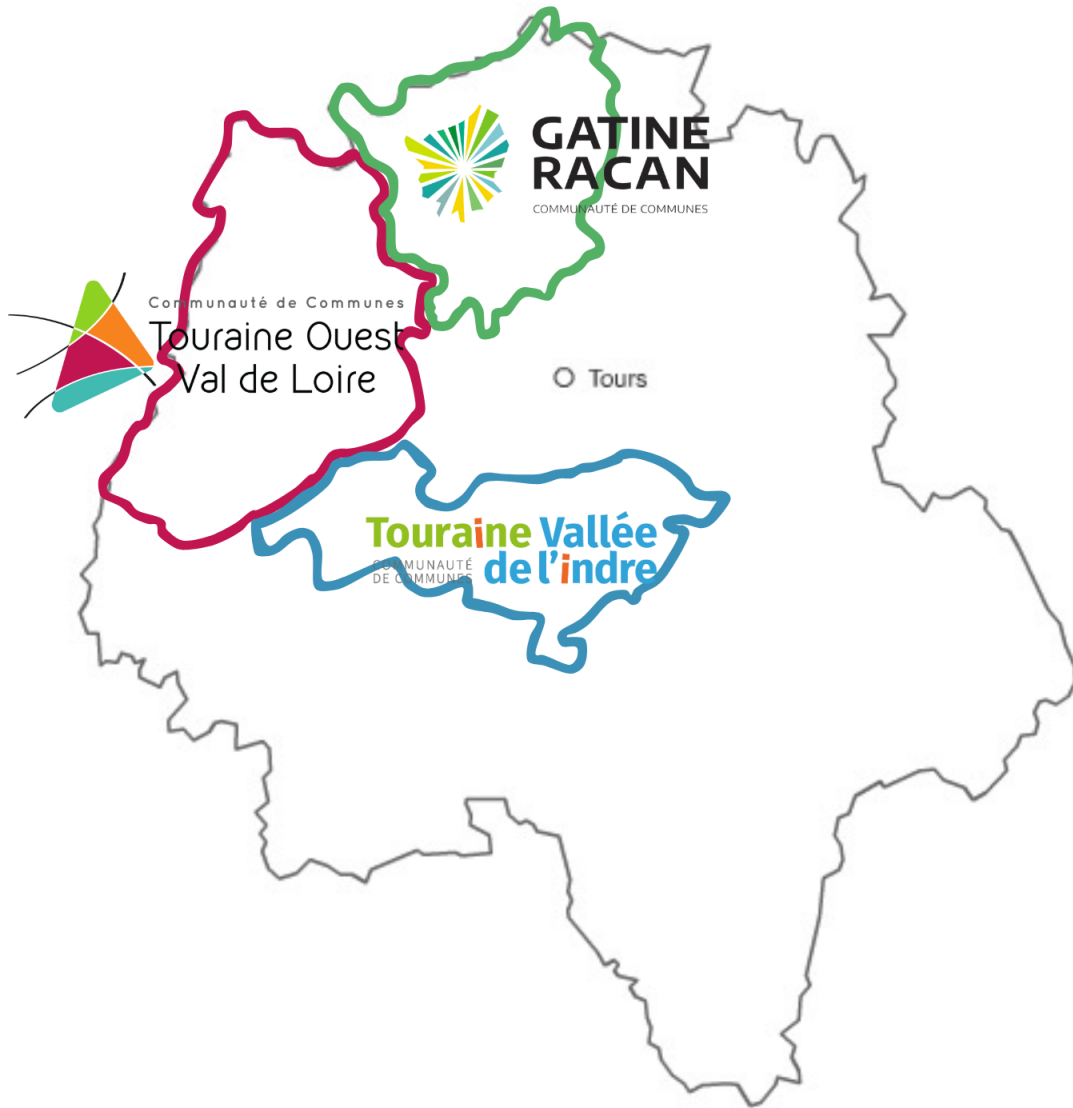 GATINE
RACAN
COMMUNAUTÉ DE COMMUNES
Communauté de Communes
Touraine Ouest
Val de Loire
Tours
Touraine Vallée
COMMUNAUTÉ
DE COMMUNES
de l'indre